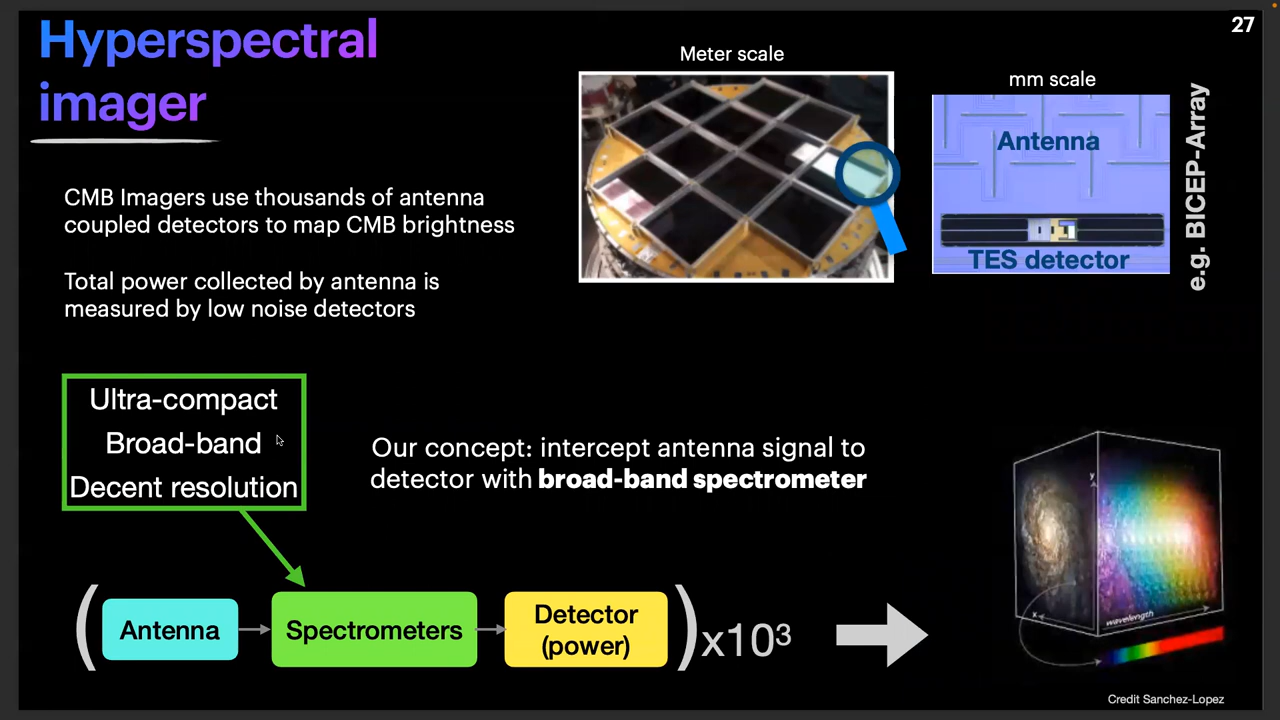 27
Hyperspectral
imager
Meter scale
mm scale
Antenna
TES detector
e.g. BICEP-Array
CMB Imagers use thousands of antenna
coupled detectors to map CMB brightness
Total power collected by antenna is
measured by low noise detectors
Ultra-compact
Broad-band
Decent resolution
Our concept: intercept antenna signal to
detector with broad-band spectrometer
(Antenna
Spectrometers
Detector
(power)
)x10³
y
x
wavelength
Credit Sanchez-Lopez